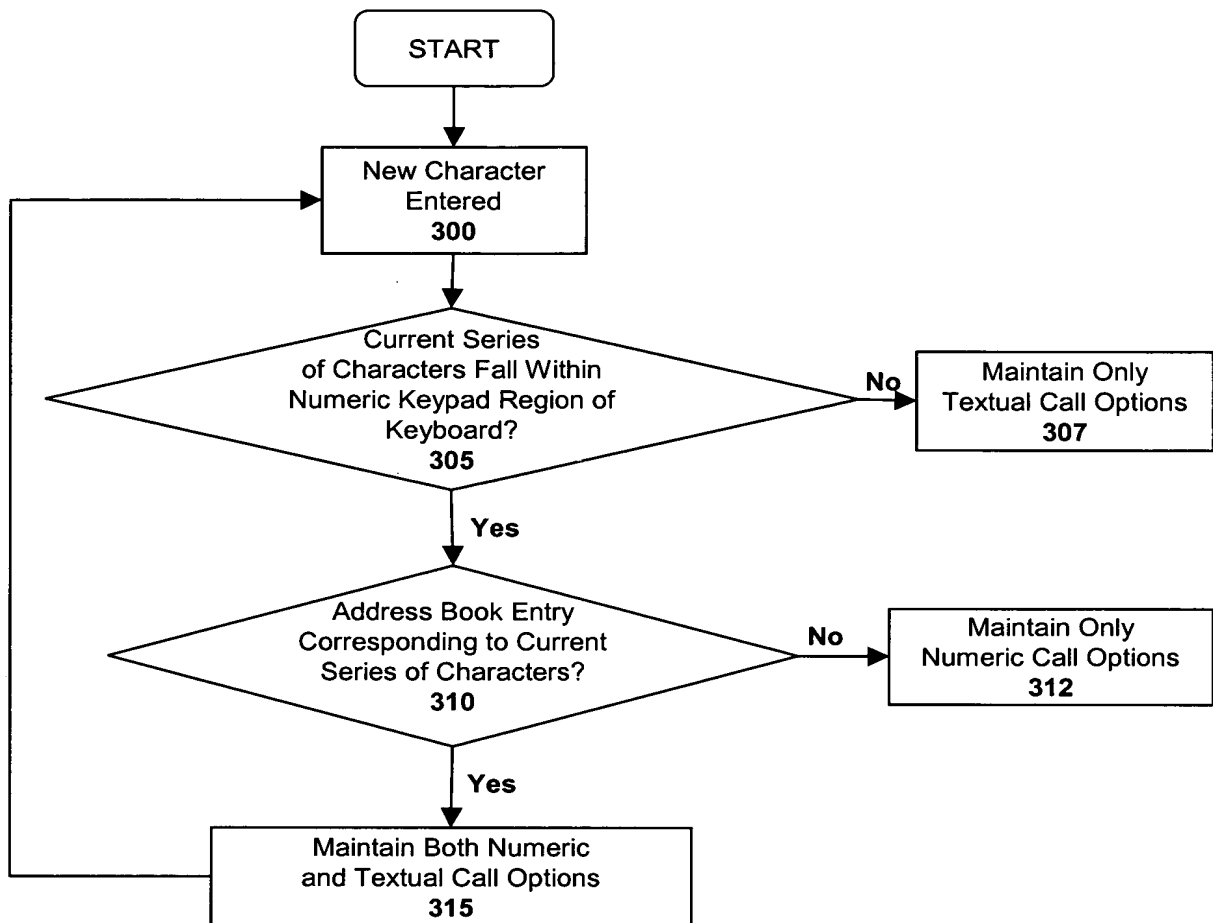 START
New Character
Entered
300
Current Series
of Characters Fall Within
Numeric Keypad Region of
Keyboard?
305
No
Maintain Only
Textual Call Options
307
Yes
Address Book Entry
Corresponding to Current
Series of Characters?
310
No
Maintain Only
Numeric Call Options
312
Yes
Maintain Both Numeric
and Textual Call Options
315